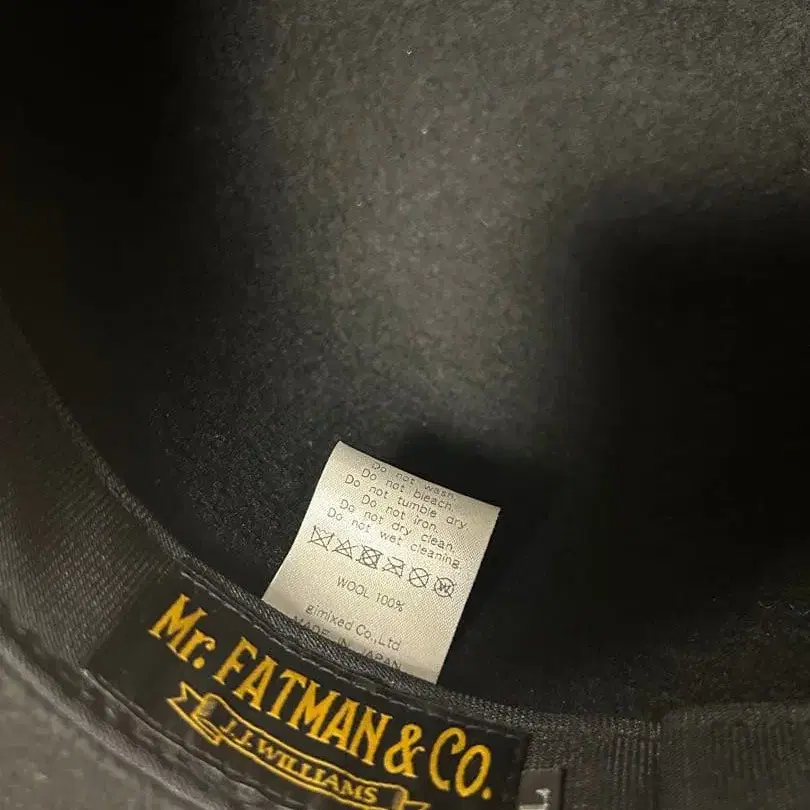 Do not wash.
Do not bleach.
Do not tumble dry.
Do not iron.
Do not dry clean.
Do not wet cleaning.
W
WOOL 100%
gimixed Co.,Ltd
MADE IN JAPAN
Mr. FATMAN & CO.
J.J.WILLIAMS